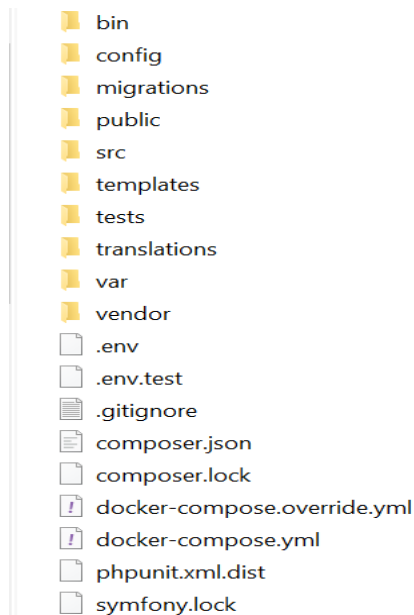 bin
config
migrations
public
src
templates
tests
translations
var
vendor
.env
.env.test
.gitignore
composer.json
composer.lock
docker-compose.override.yml
docker-compose.yml
phpunit.xml.dist
symfony.lock